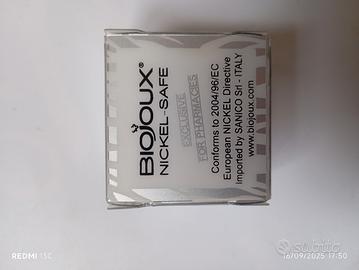 BIOJOUX®
NICKEL-SAFE
EXCLUSIVE
FOR PHARMACIES
Conforms to 2004/96/EC
European NICKEL Directive
Imported by SANICO Srl - ITALY
www.biojoux.com
REDMI 15C
16/09/2025 17:50
subito